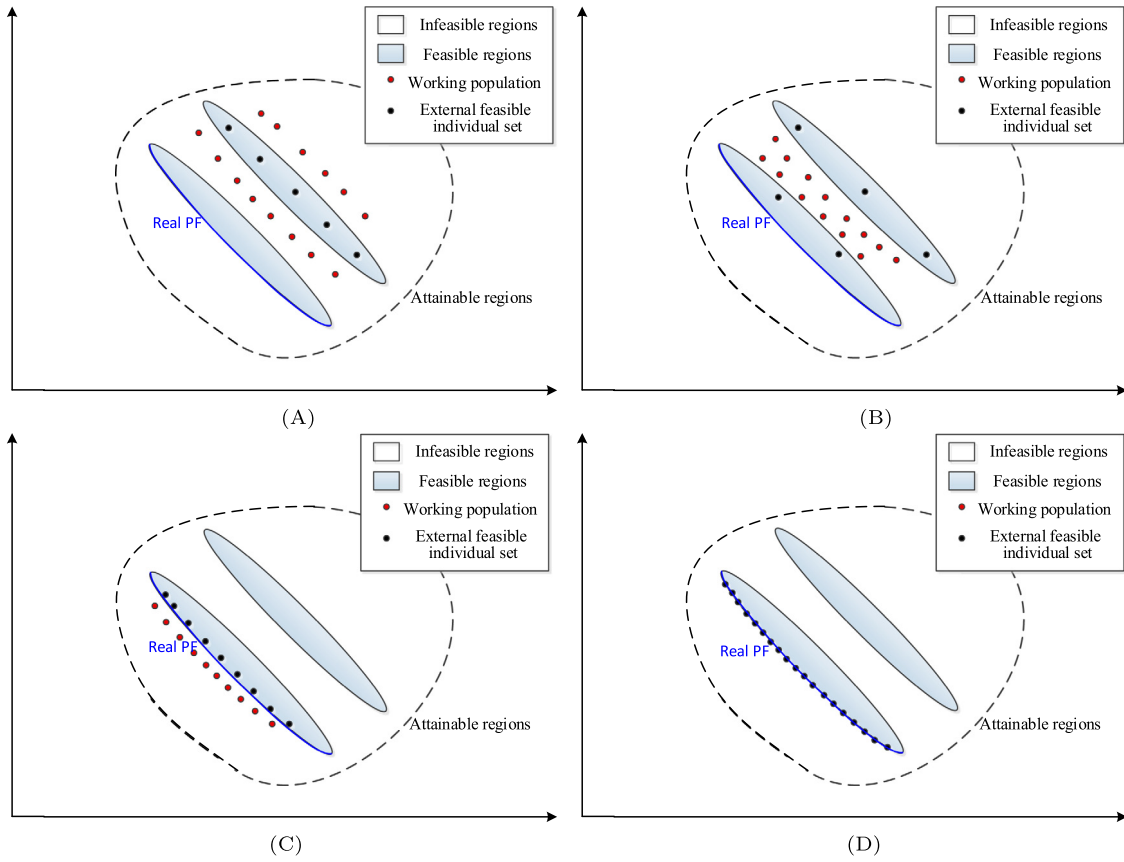 Infeasible regions
Feasible regions
Working population
External feasible
individual set
Real PF
Attainable regions
(A)
Infeasible regions
Feasible regions
Working population
External feasible
individual set
Real PF
Attainable regions
(B)
Infeasible regions
Feasible regions
Working population
External feasible
individual set
Real PF
Attainable regions
(C)
Infeasible regions
Feasible regions
Working population
External feasible
individual set
Real PF
Attainable regions
(D)